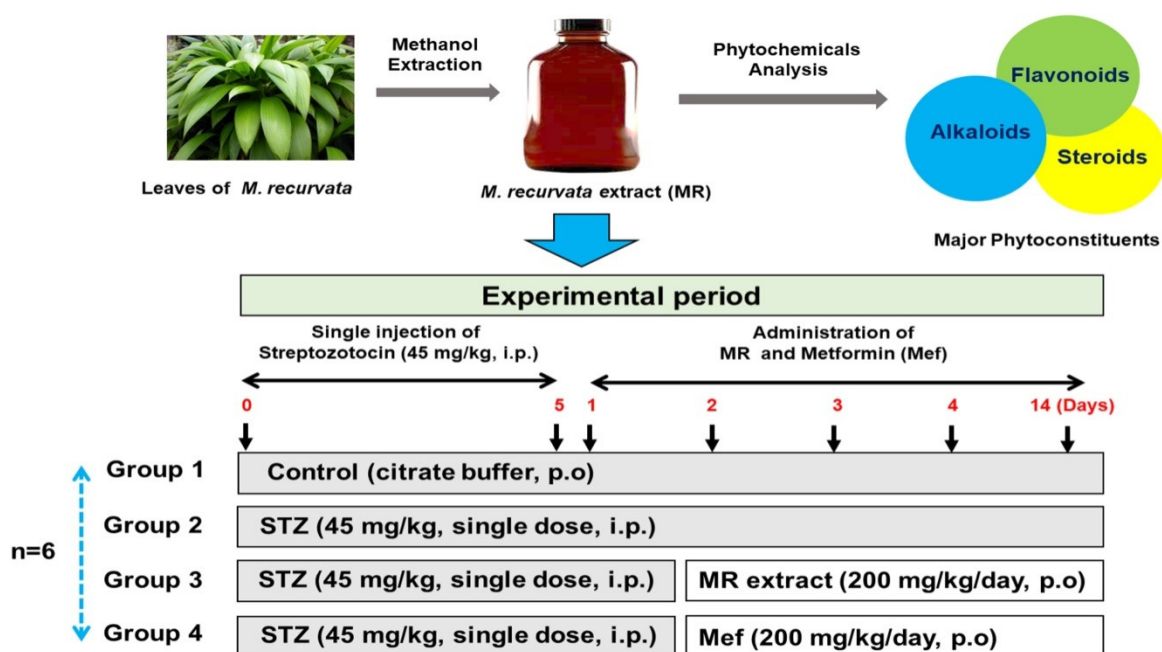 Methanol
Extraction
Phytochemicals
Analysis
Flavonoids
Alkaloids
Steroids
Leaves of M. recurvata
M. recurvata extract (MR)
Major Phytoconstituents
Experimental period
Single injection of
Streptozotocin (45 mg/kg, i.p.)
Administration of
MR and Metformin (Mef)
0 5 1 2 3 4 14 (Days)
Group 1 Control (citrate buffer, p.o)
Group 2 STZ (45 mg/kg, single dose, i.p.)
n=6
Group 3 STZ (45 mg/kg, single dose, i.p.) MR extract (200 mg/kg/day, p.o)
Group 4 STZ (45 mg/kg, single dose, i.p.) Mef (200 mg/kg/day, p.o)